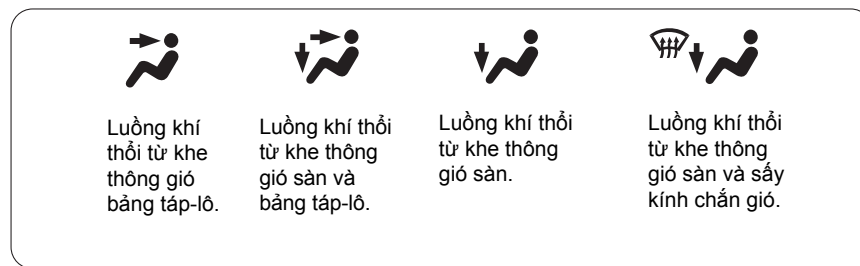 Luồng khí
thổi từ khe
thông gió
bảng táp-lô.
Luồng khí thổi
từ khe thông
gió sàn và
bảng táp-lô.
Luồng khí thổi
từ khe thông
gió sàn.
Luồng khí thổi
từ khe thông
gió sàn và sấy
kính chắn gió.